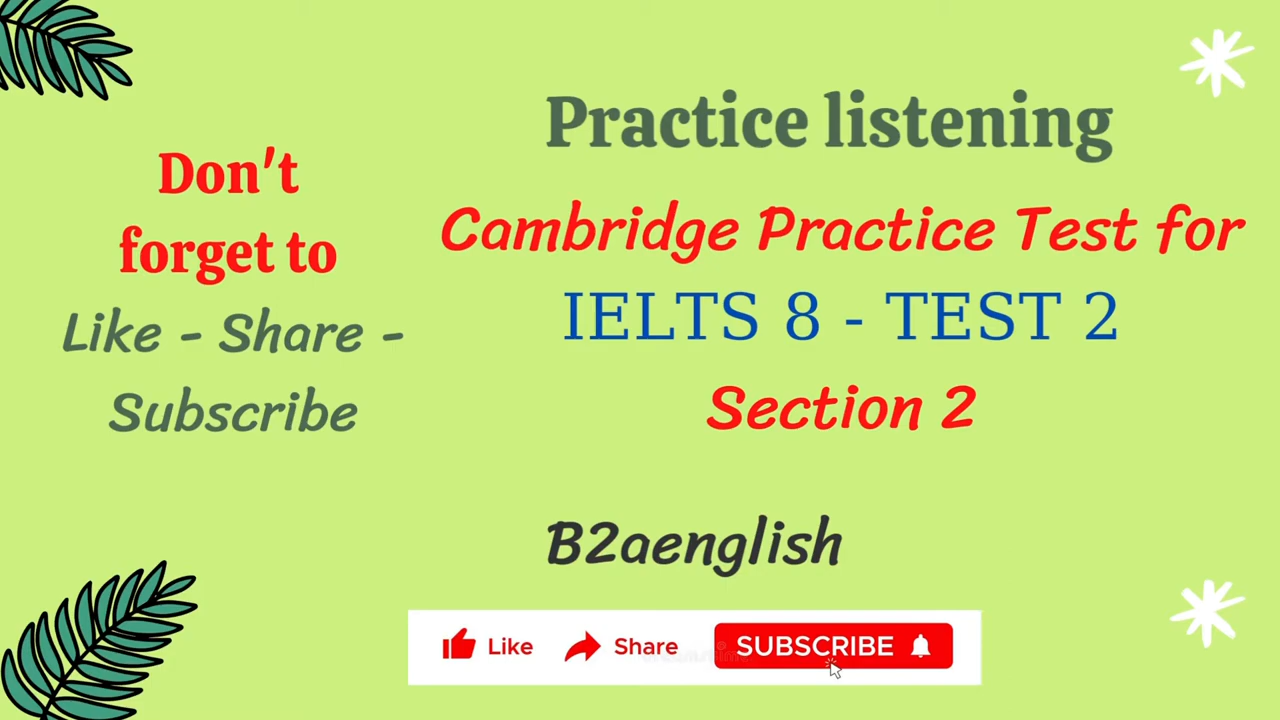 Don't
forget to
Like - Share -
Subscribe
Practice listening
Cambridge Practice Test for
IELTS 8 - TEST 2
Section 2
B2aenglish
Like Share SUBSCRIBE